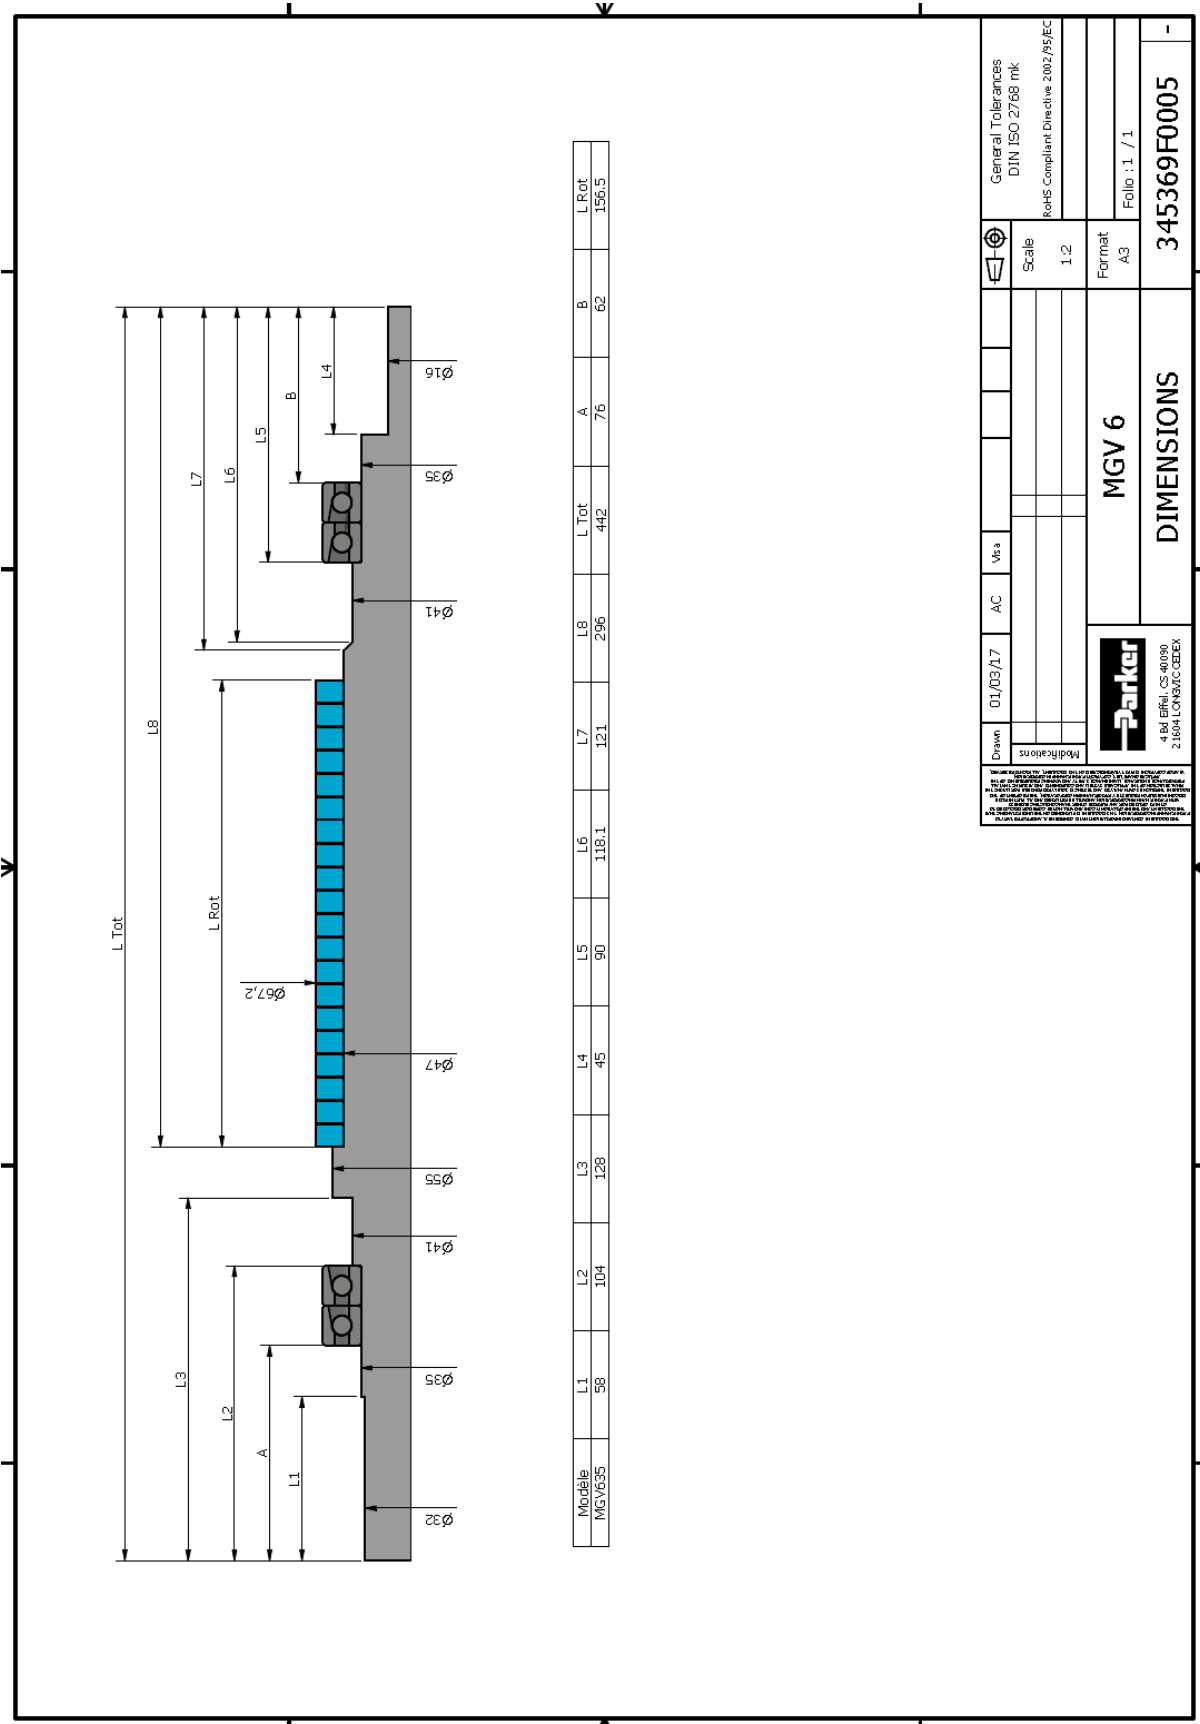 L Tot
L8
L3
L Rot
L7
L2
L6
A
L5
L1
B
L4
Ø67,2
Ø32
Ø35
Ø41
Ø55
Ø47
Ø41
Ø35
Ø16
Modèle L1 L2 L3 L4 L5 L6 L7 L8 L Tot A B L Rot
MGV635 58 104 128 45 90 118.1 121 296 442 76 62 156.5
Drawn 01/03/17 AC Visa
General Tolerances
DIN ISO 2768 mk
RoHS Compliant Directive 2002/95/EC
Modifications
Scale
1:2
Parker
4 Bd Eiffel, CS 40090
21604 LONGVIC CEDEX
MGV 6
Format
A3
Folio : 1 / 1
DIMENSIONS
345369F0005
-